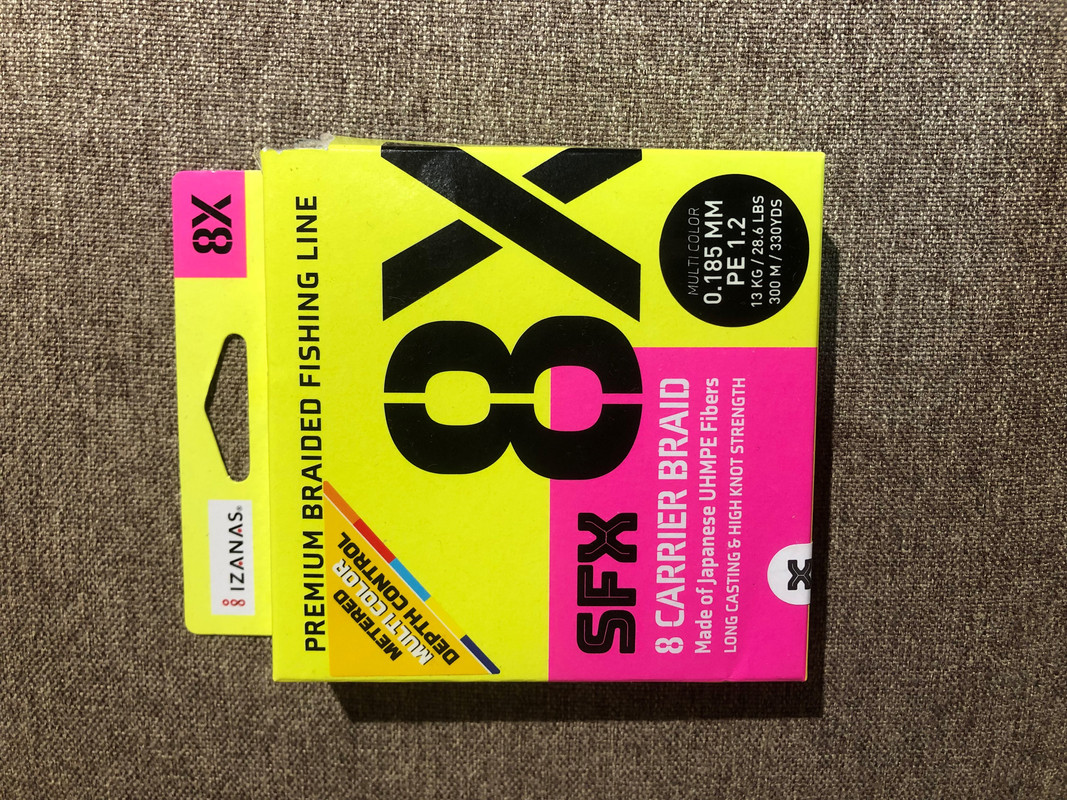 8X
IZANAS®
PREMIUM BRAIDED FISHING LINE
METERED
MULTI COLOR
DEPTH CONTROL
8X
SFX
8 CARRIER BRAID
Made of Japanese UHMPE Fibers
LONG CASTING & HIGH KNOT STRENGTH
MULTI COLOR
0.185 MM
PE 1.2
13 KG / 28.6 LBS
300 M / 330YDS
X